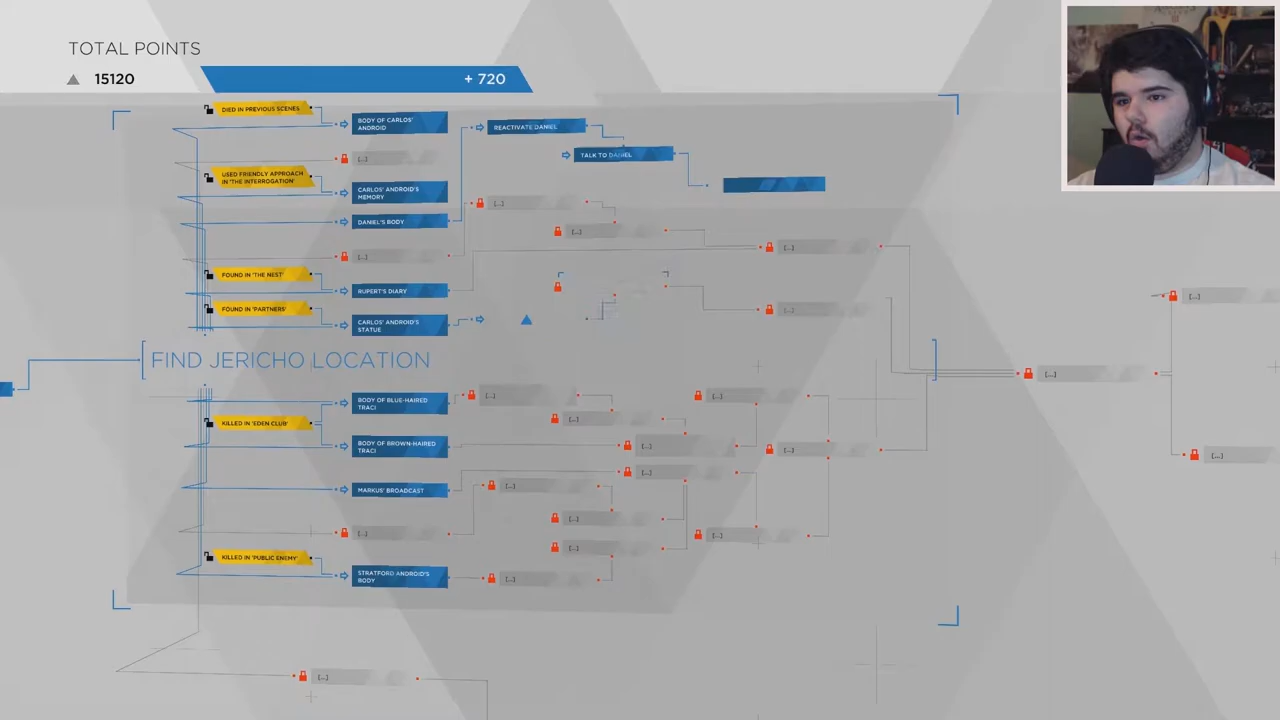 TOTAL POINTS
15120
+ 720
DIED IN PREVIOUS SCENES
BODY OF CARLOS'
ANDROID
REACTIVATE DANIEL
TALK TO DANIEL
[...]
USED FRIENDLY APPROACH
IN 'THE INTERROGATION'
CARLOS' ANDROID'S
MEMORY
[...]
DANIEL'S BODY
[...]
[...]
[...]
FOUND IN 'THE NEST'
RUPERT'S DIARY
[...]
FOUND IN 'PARTNERS'
[...]
CARLOS' ANDROID'S
STATUE
FIND JERICHO LOCATION
[...]
BODY OF BLUE-HAIRED
TRACI
[...]
[...]
[...]
KILLED IN 'EDEN CLUB'
BODY OF BROWN-HAIRED
TRACI
[...]
[...]
[...]
[...]
MARKUS' BROADCAST
[...]
[...]
[...]
[...]
[...]
KILLED IN 'PUBLIC ENEMY'
STRATFORD ANDROID'S
BODY
[...]
[...]